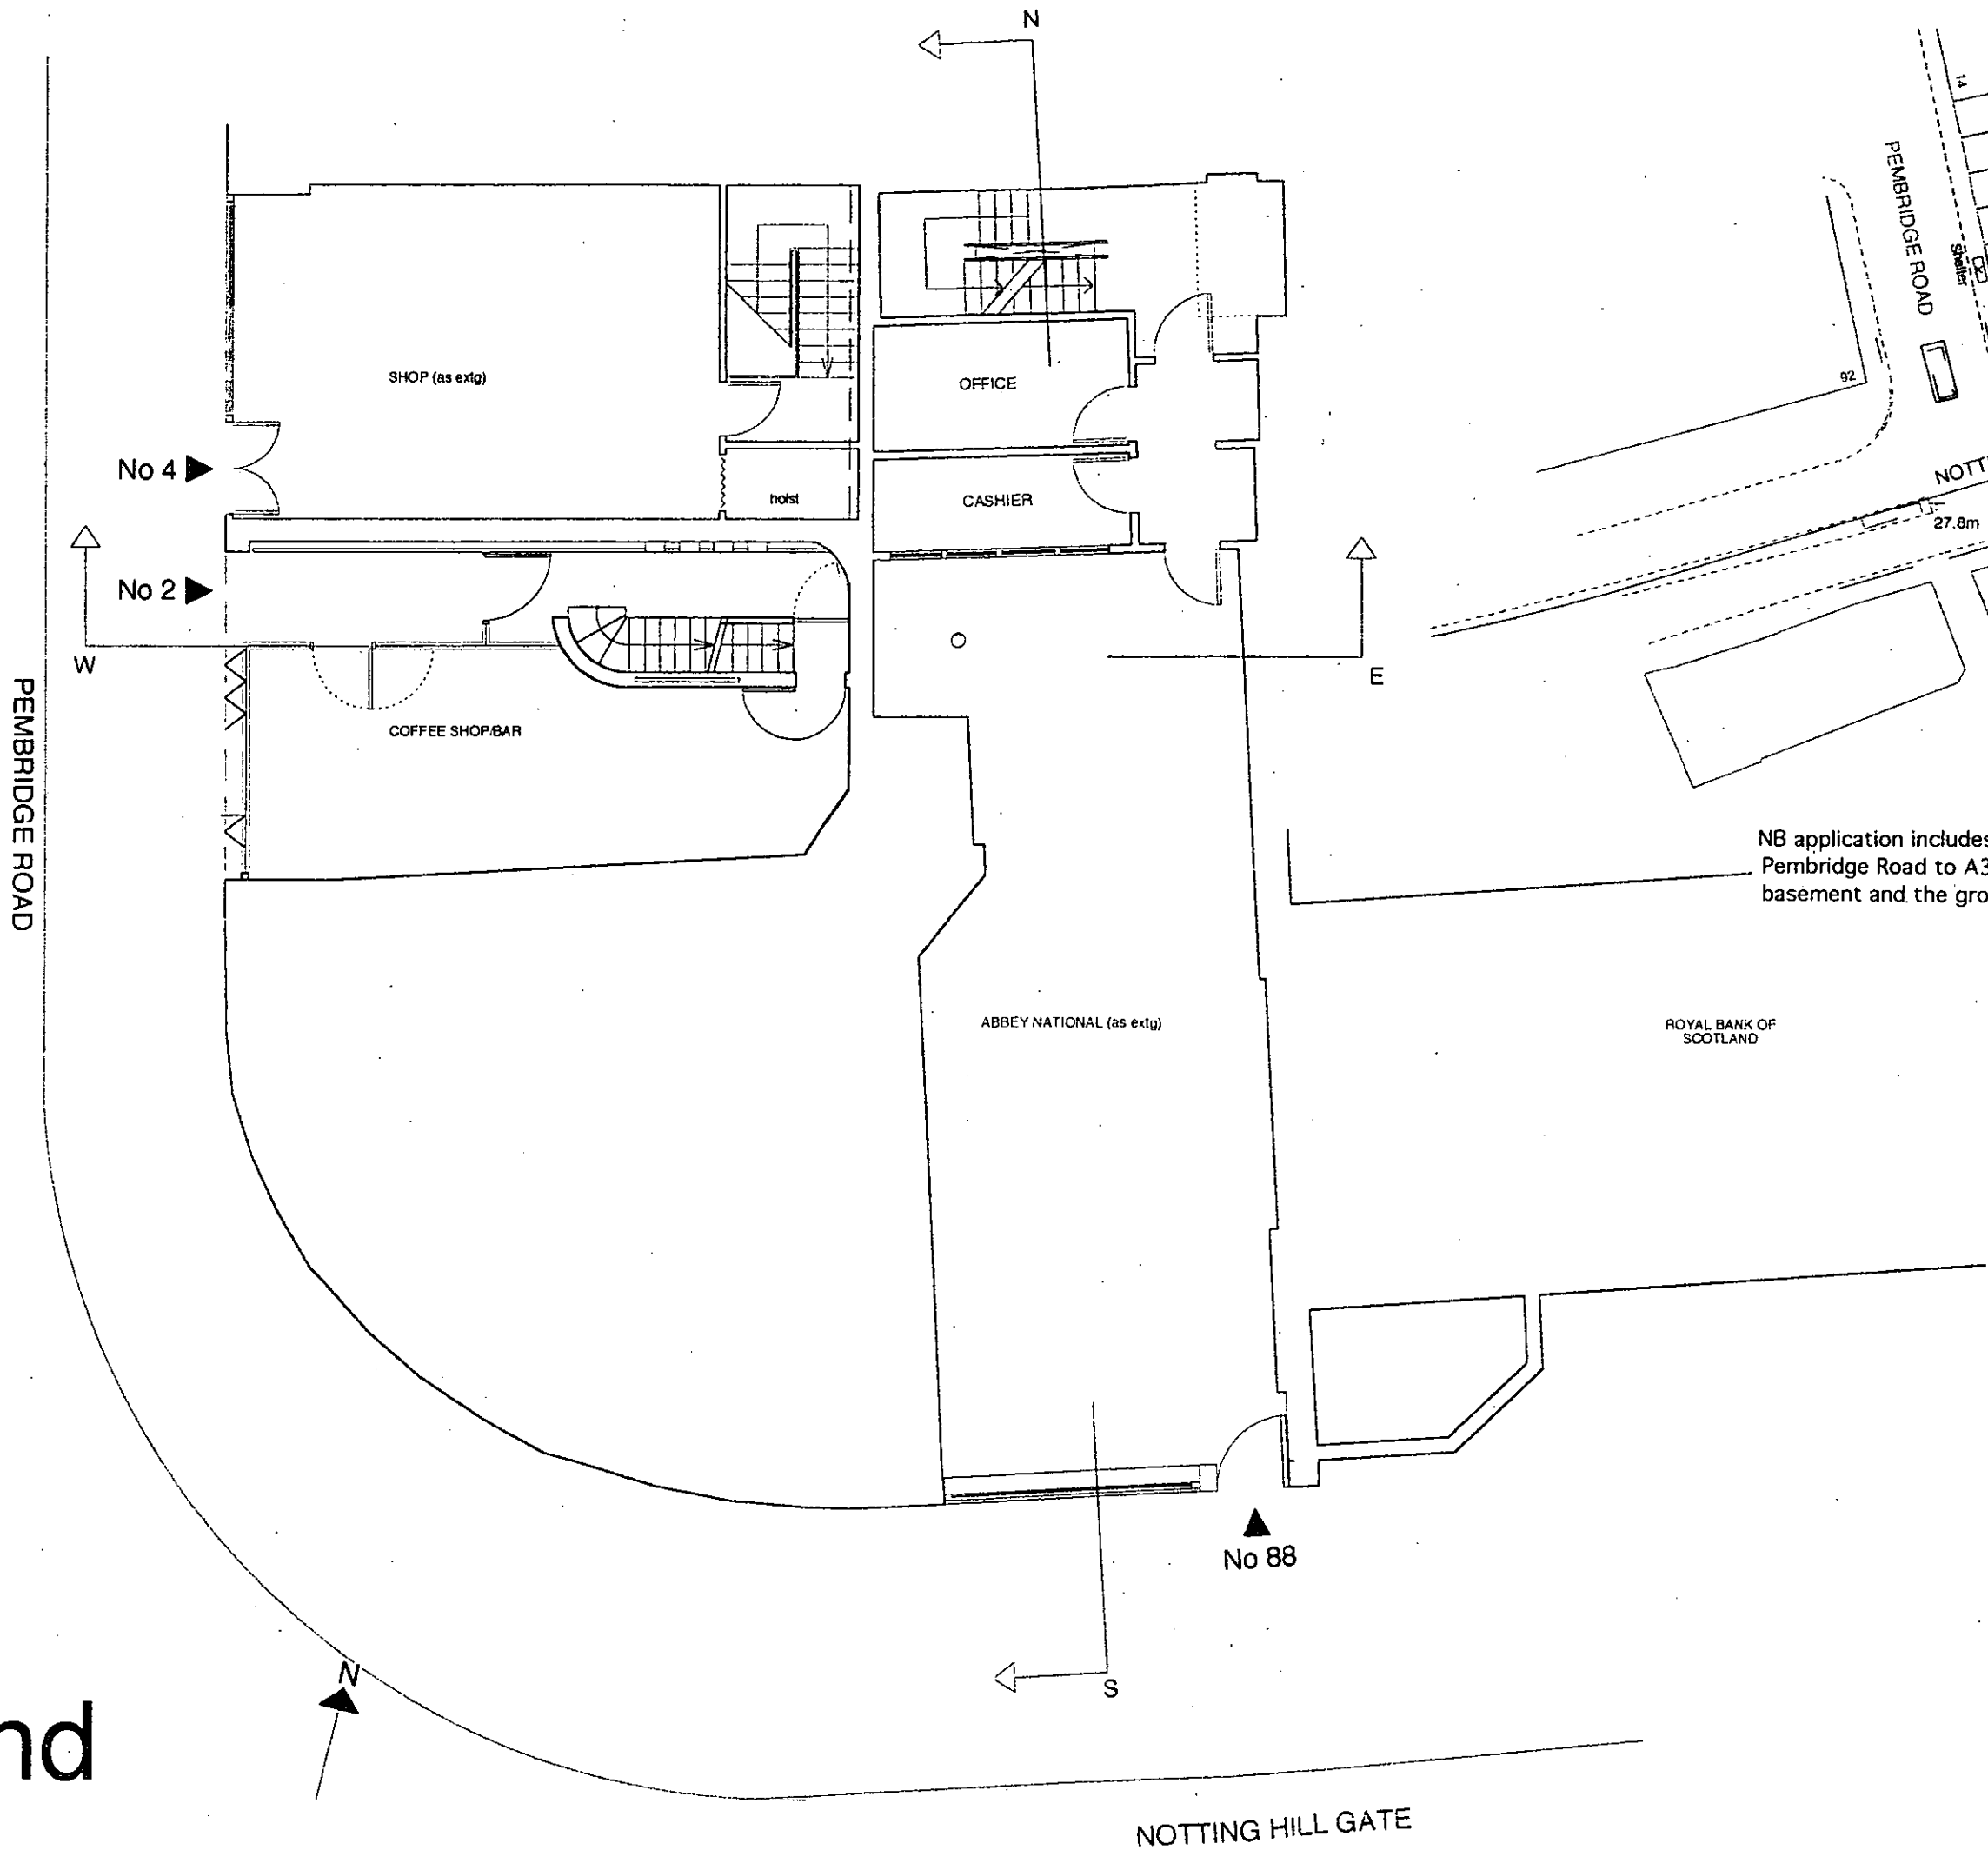 N
14
PEMBRIDGE ROAD
Shelter
SHOP (as extg)
OFFICE
92
No 4
hoist
CASHIER
27.8m
No 2
W
E
PEMBRIDGE ROAD
COFFEE SHOP/BAR
NB application includes
Pembridge Road to A3
basement and the gro
ABBEY NATIONAL (as extg)
ROYAL BANK OF
SCOTLAND
No 88
N
S
nd
NOTTING HILL GATE